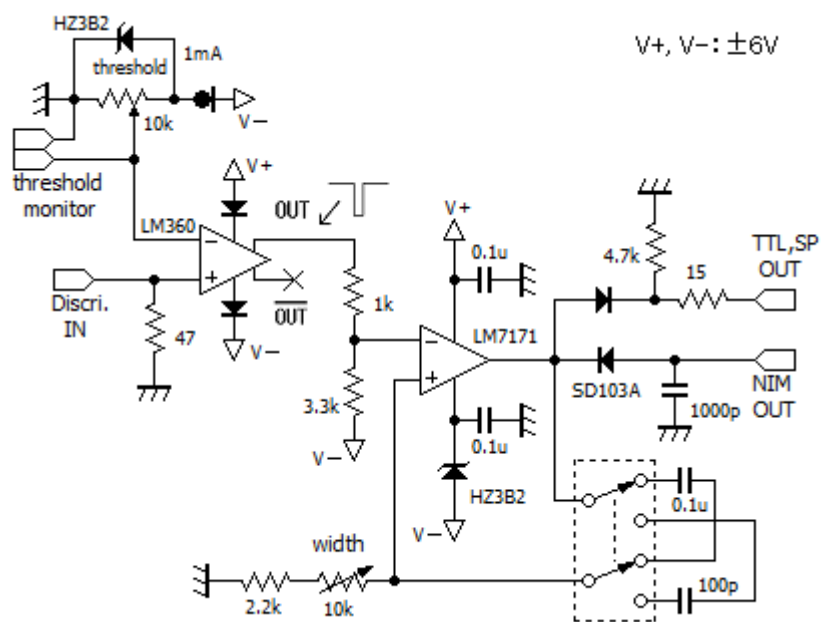 HZ3B2
1mA
V+, V−: ±6V
threshold
10k
V−
threshold
monitor
V+
LM360
OUT
−
+
Discri.
IN
47
OUT
V−
1k
V+
0.1u
LM7171
−
+
3.3k
V−
0.1u
HZ3B2
V−
4.7k
15
TTL,SP
OUT
SD103A
1000p
NIM
OUT
0.1u
100p
width
2.2k
10k